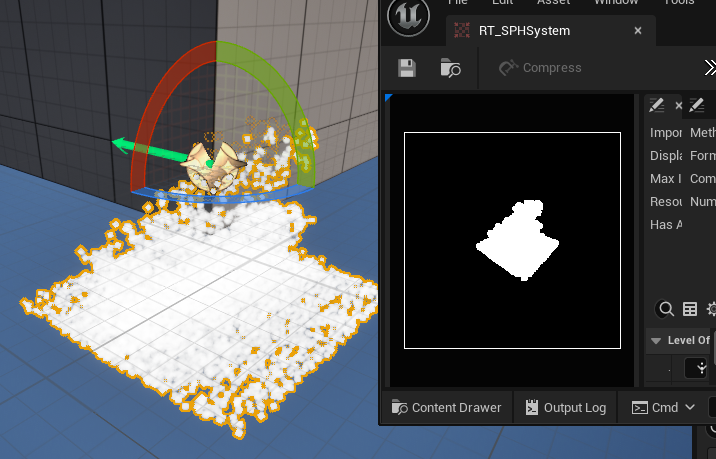 File Edit Asset Window Tools
RT_SPHSystem
Compress
Impor Meth
Displa Form
Max I Com
Resou Num
Has A
Level Of
Content Drawer Output Log Cmd